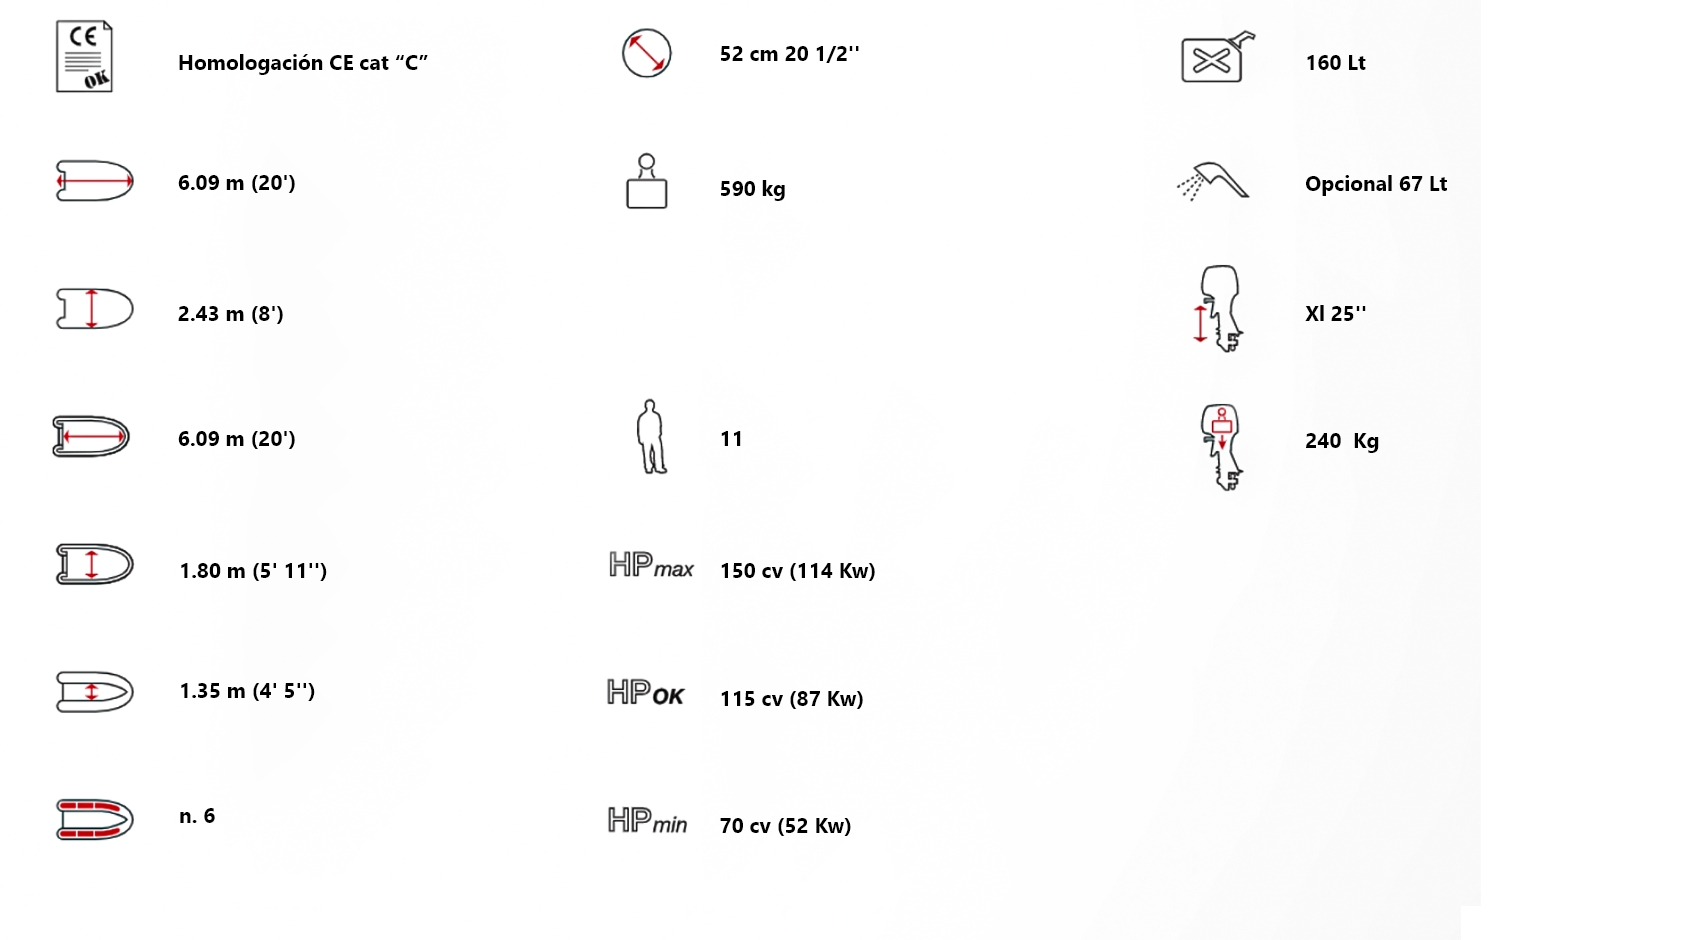 CE
OK
Homologación CE cat “C”
6.09 m (20')
2.43 m (8')
6.09 m (20')
1.80 m (5' 11'')
1.35 m (4' 5'')
n. 6
52 cm 20 1/2''
590 kg
11
HP max 150 cv (114 Kw)
HP OK 115 cv (87 Kw)
HP min 70 cv (52 Kw)
160 Lt
Opcional 67 Lt
Xl 25''
240  Kg